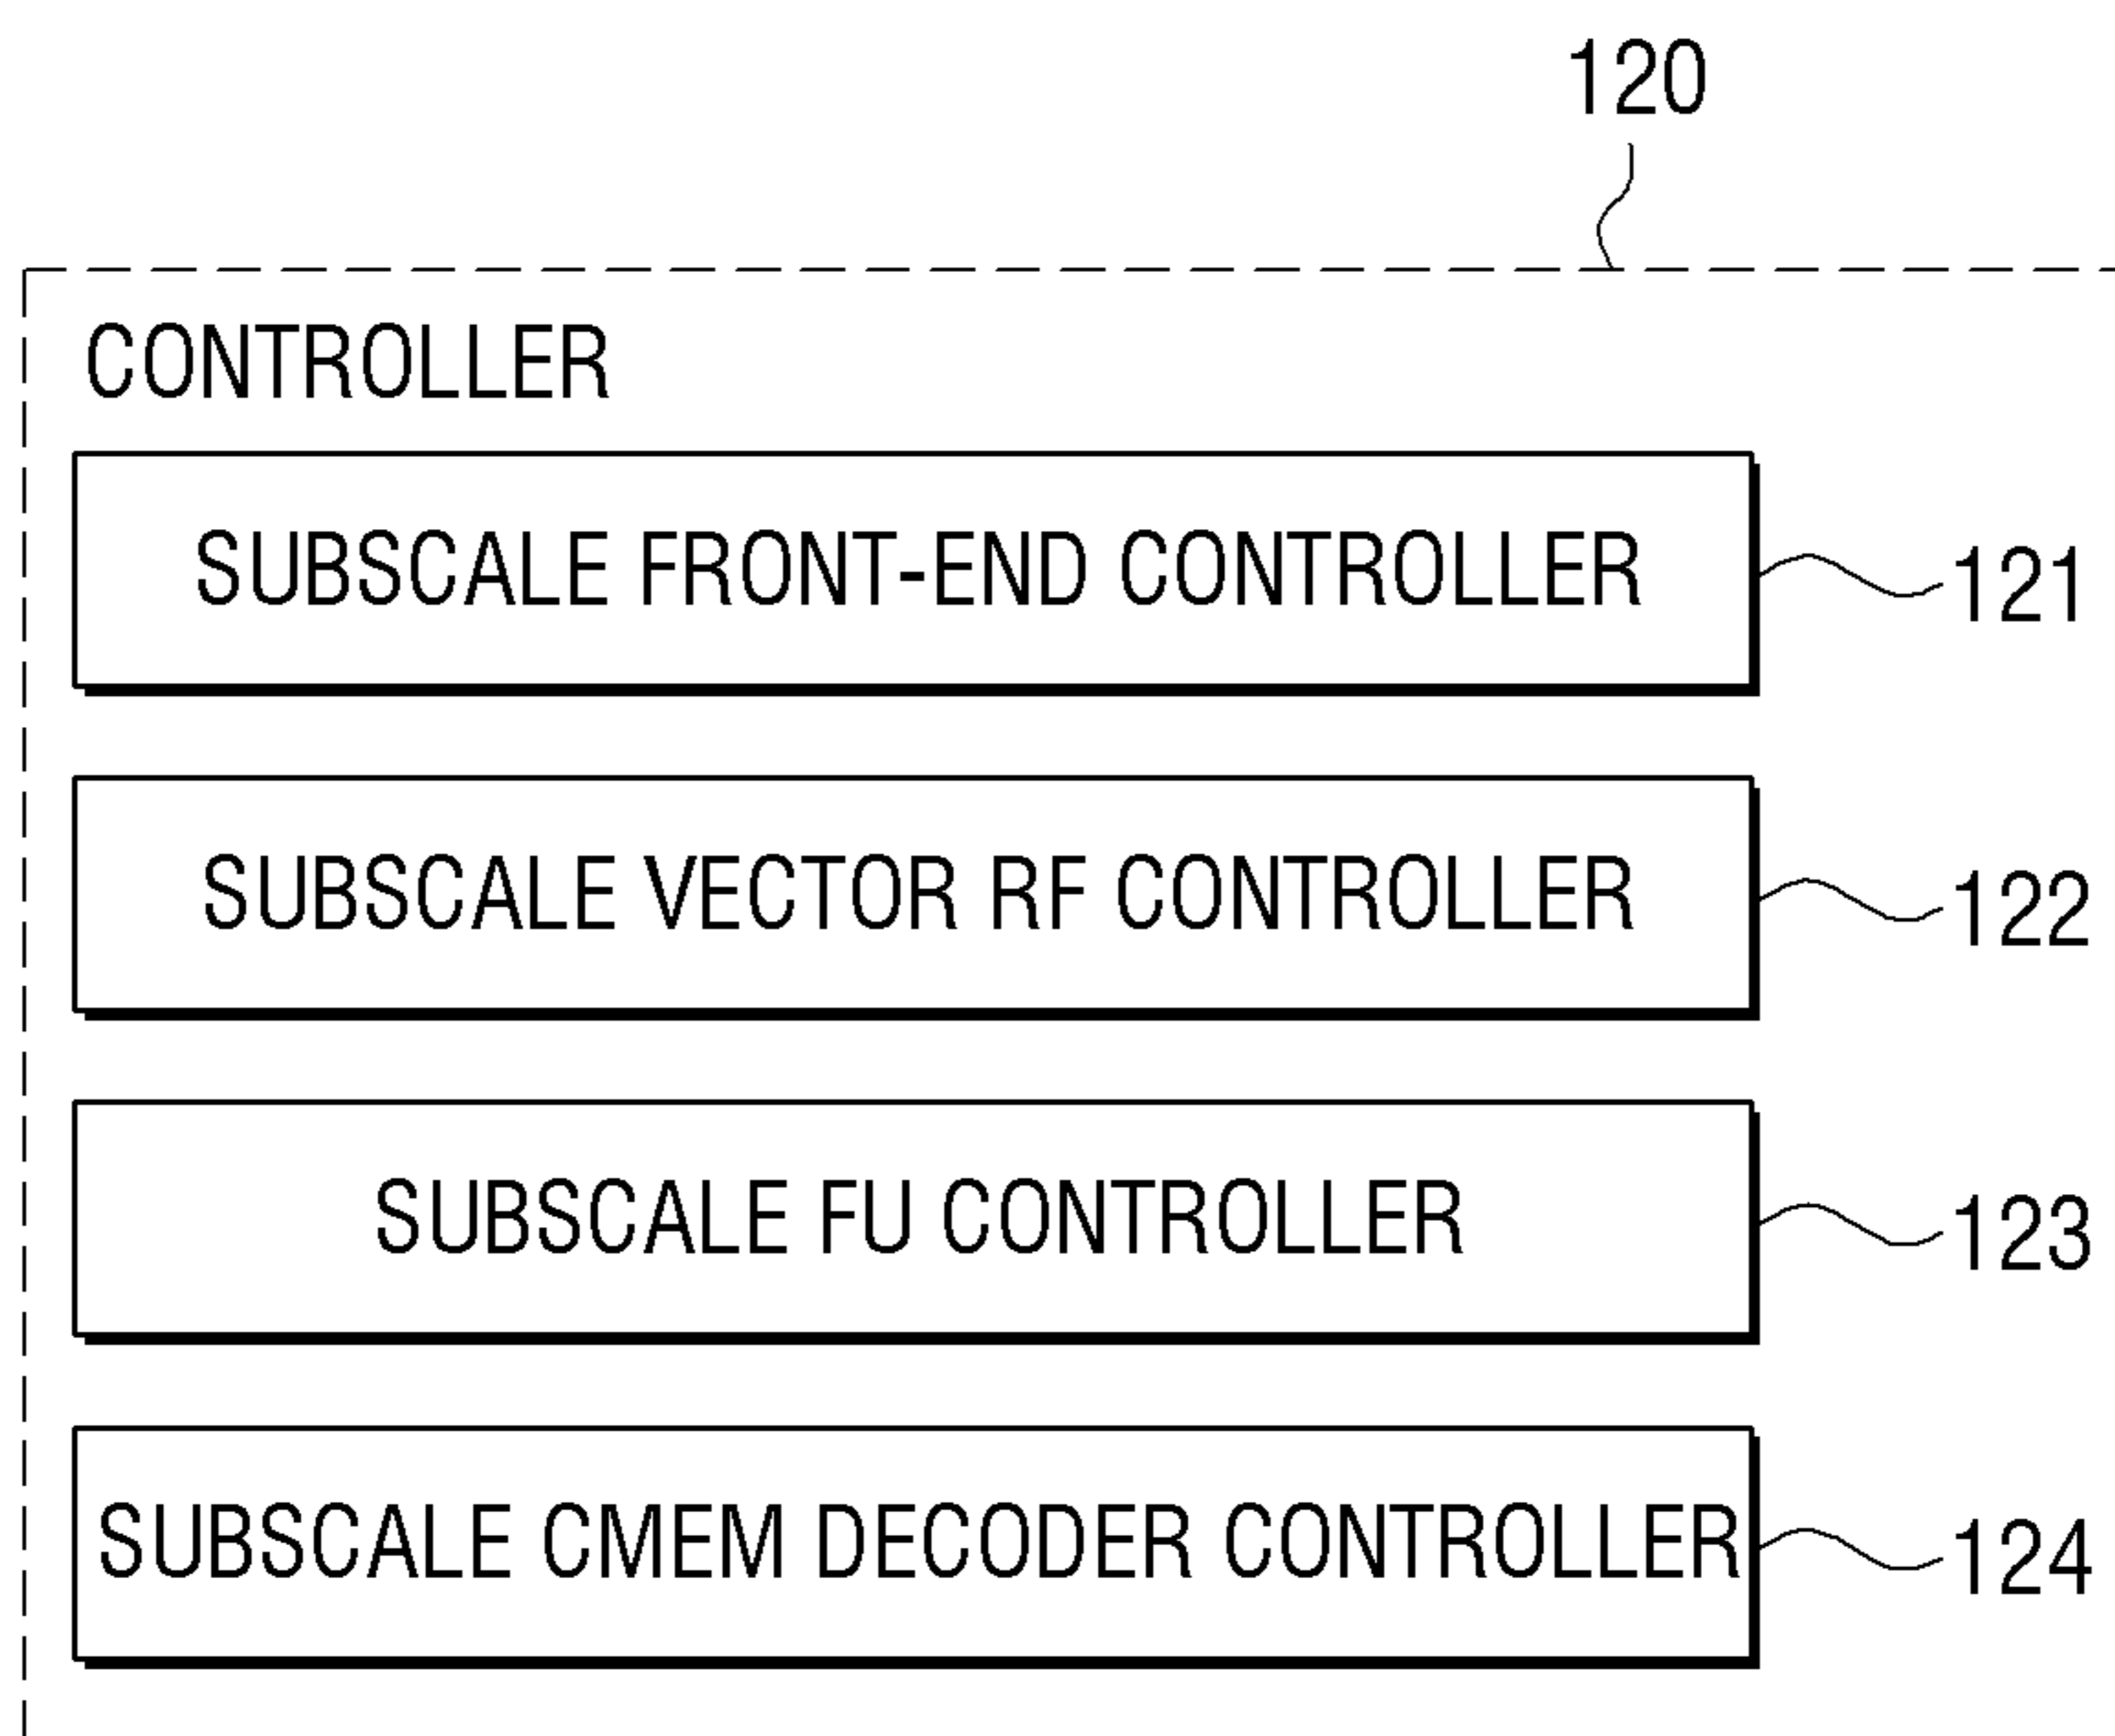 120
CONTROLLER
SUBSCALE FRONT-END CONTROLLER
121
SUBSCALE VECTOR RF CONTROLLER
122
SUBSCALE FU CONTROLLER
123
SUBSCALE CMEM DECODER CONTROLLER
124